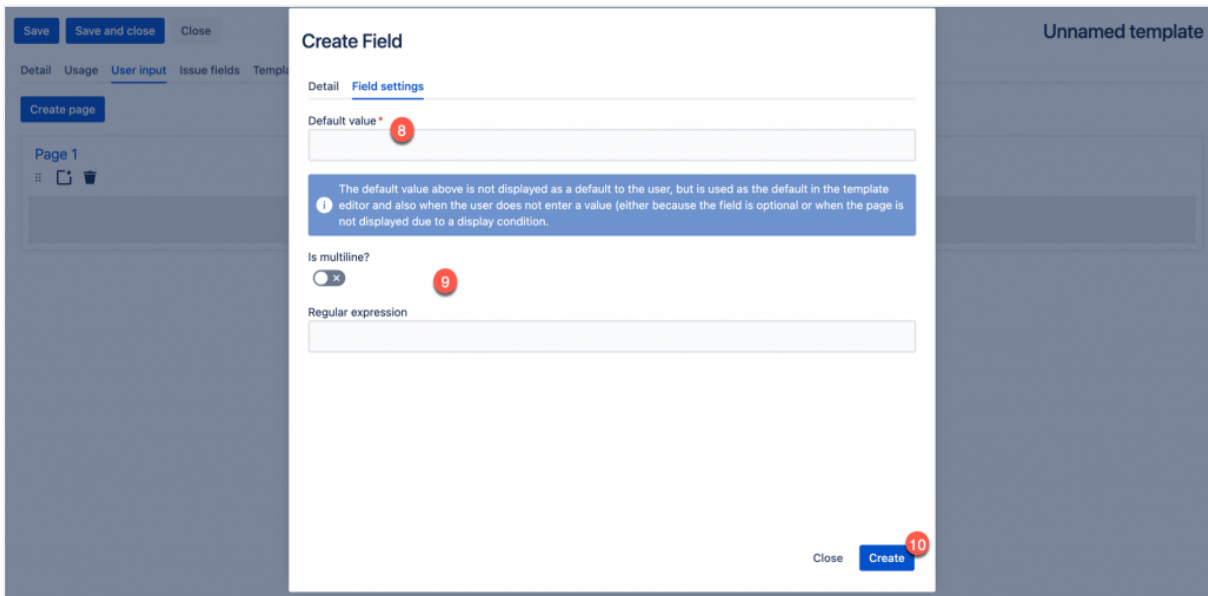 Save Save and close Close
Unnamed template
Detail Usage User input Issue fields
Create page
Page 1
Create Field
Detail Field settings
Default value*
8
The default value above is not displayed as a default to the user, but is used as the default in the template
editor and also when the user does not enter a value (either because the field is optional or when the page is
not displayed due to a display condition.
Is multiline?
9
Regular expression
10
Close Create